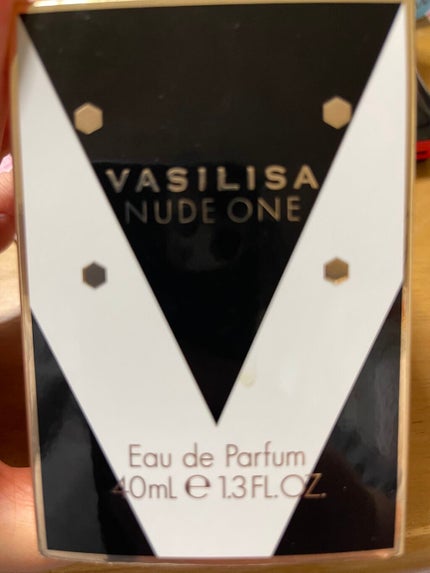 VASILISA
NUDE ONE
Eau de Parfum
40mL ℮ 1.3 FL.OZ.